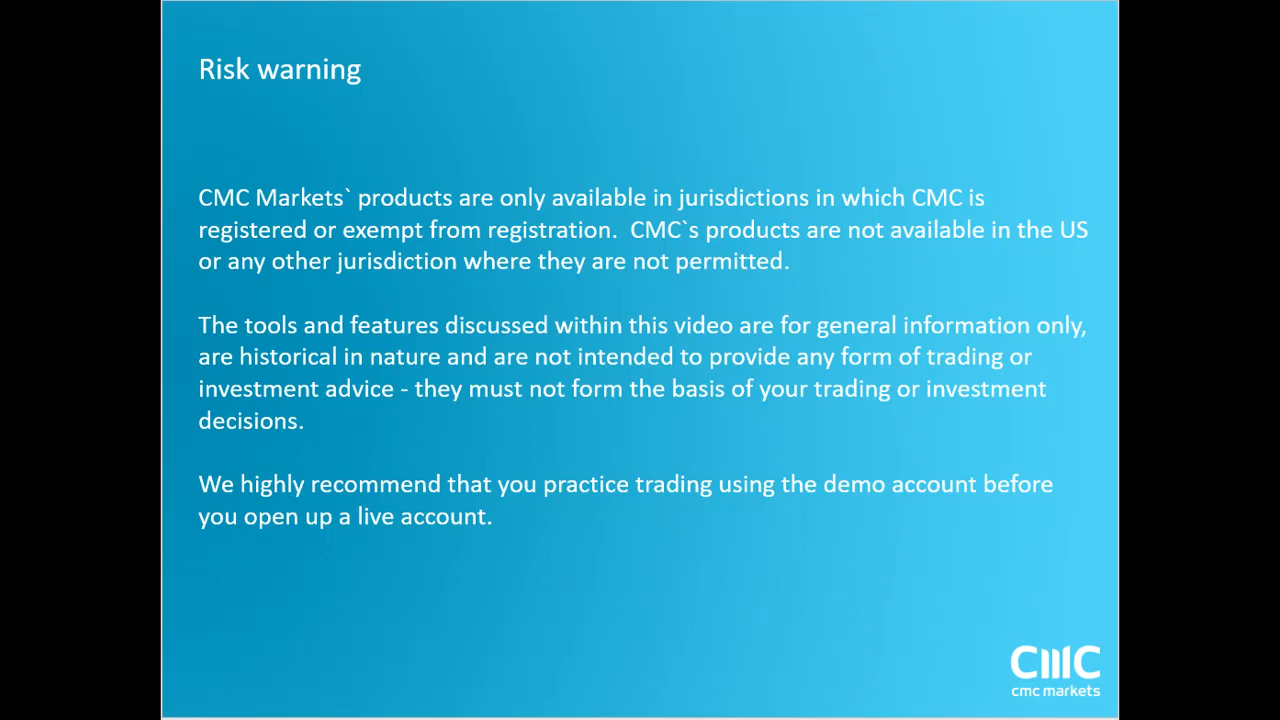 Risk warning
CMC Markets` products are only available in jurisdictions in which CMC is
registered or exempt from registration.  CMC`s products are not available in the US
or any other jurisdiction where they are not permitted.
The tools and features discussed within this video are for general information only,
are historical in nature and are not intended to provide any form of trading or
investment advice - they must not form the basis of your trading or investment
decisions.
We highly recommend that you practice trading using the demo account before
you open up a live account.
CMC
cmc markets